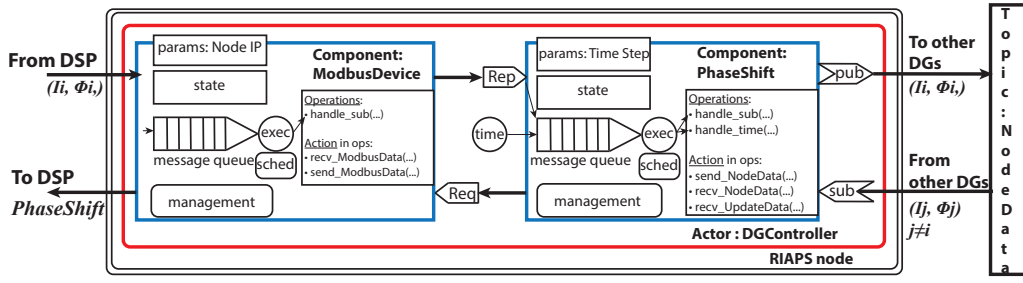 From DSP
(Ii, Φi,)
To DSP
PhaseShift
params: Node IP
state
Component:
ModbusDevice
Operations:
• handle_sub(...)
Action in ops:
• recv_ModbusData(...)
• send_ModbusData(...)
message queue
exec
sched
management
Rep
time
Req
params: Time Step
state
Component:
PhaseShift
Operations:
• handle_sub(...)
• handle_time(...)
Action in ops:
• send_NodeData(...)
• recv_NodeData(...)
• recv_UpdateData(...)
message queue
exec
sched
management
pub
sub
Actor : DGController
RIAPS node
To other
DGs
(Ii, Φi,)
From
other DGs
(Ij, Φj)
j≠i
T
o
p
i
c
:
N
o
d
e
D
a
t
a